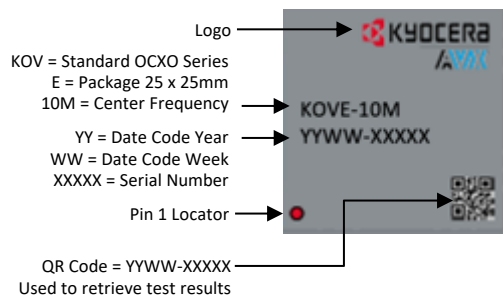 Logo
KYOCERA
AVX
KOV = Standard OCXO Series
E = Package 25 x 25mm
10M = Center Frequency
KOVE-10M
YY = Date Code Year
YYWW-XXXXX
WW = Date Code Week
XXXXX = Serial Number
Pin 1 Locator
QR Code = YYWW-XXXXX
Used to retrieve test results